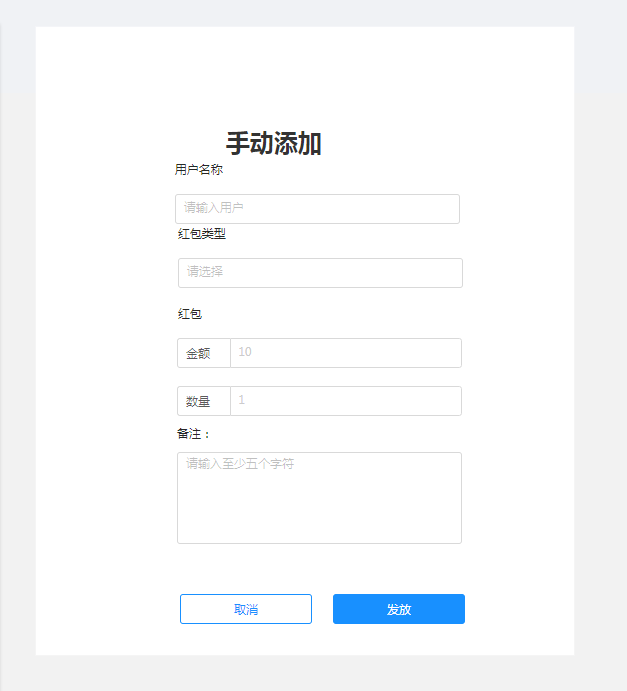 手动添加
用户名称
请输入用户
红包类型
请选择
红包
金额 10
数量 1
备注：
请输入至少五个字符
取消 发放